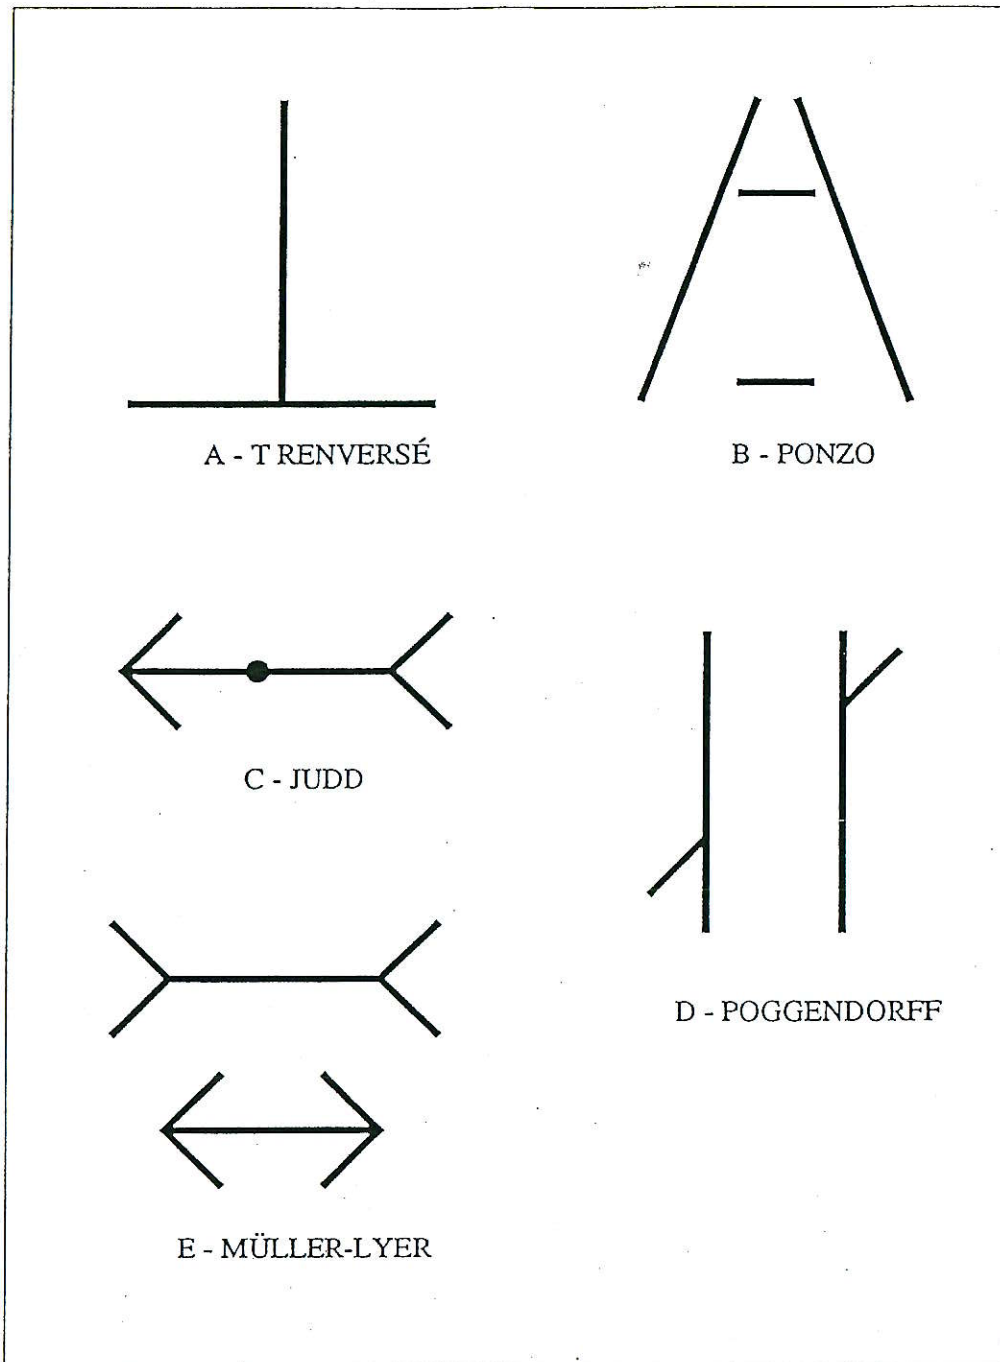 A - T RENVERSÉ
B - PONZO
C - JUDD
D - POGGENDORFF
E - MÜLLER-LYER